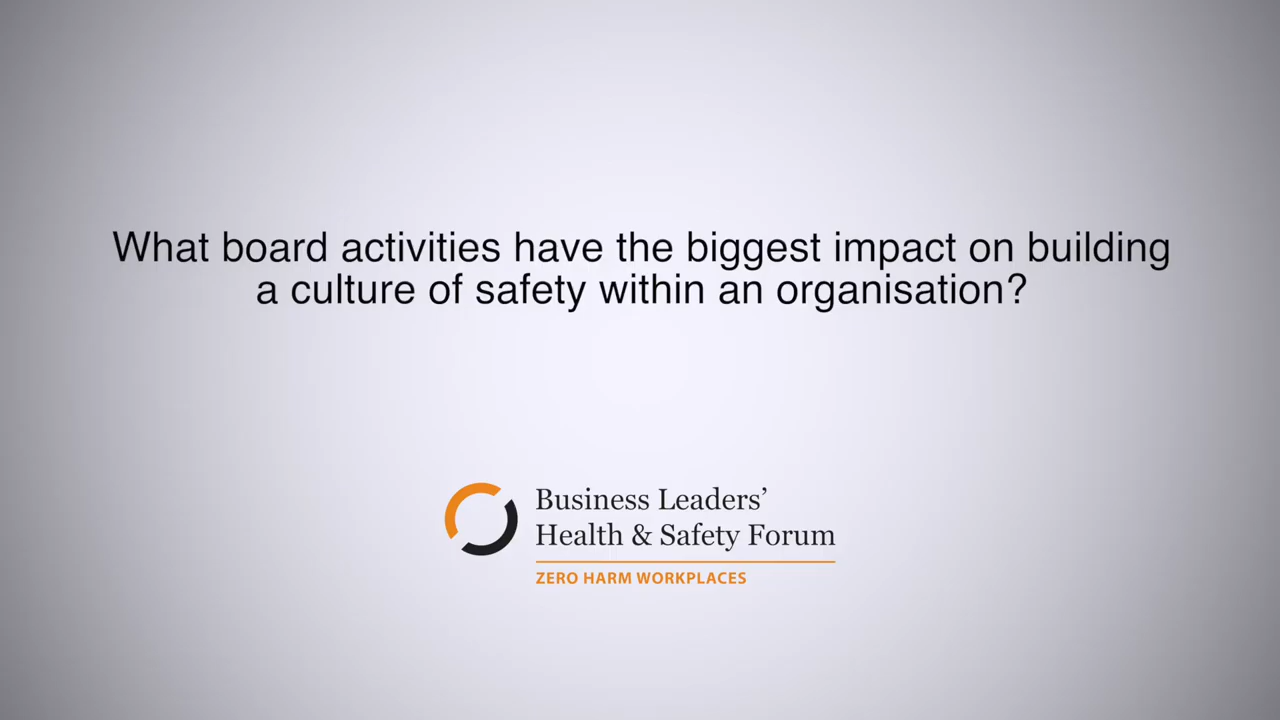 What board activities have the biggest impact on building
a culture of safety within an organisation?
Business Leaders’
Health & Safety Forum
ZERO HARM WORKPLACES